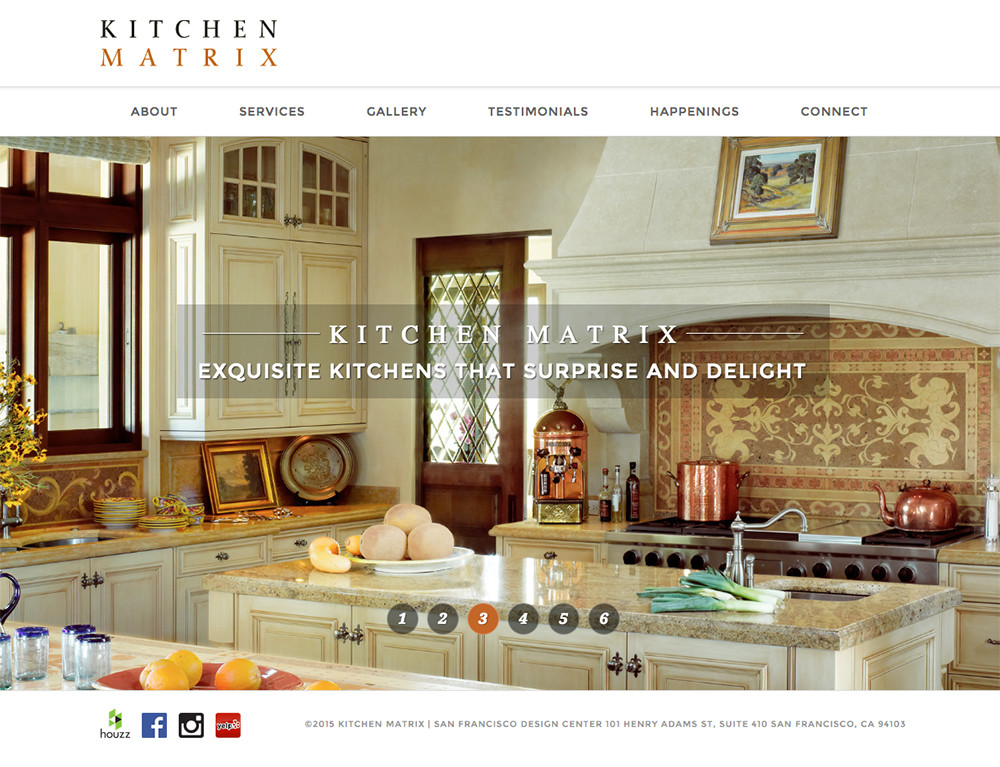 KITCHEN
MATRIX
ABOUT SERVICES GALLERY TESTIMONIALS HAPPENINGS CONNECT
KITCHEN MATRIX
EXQUISITE KITCHENS THAT SURPRISE AND DELIGHT
1 2 3 4 5 6
houzz
yelp
©2015 KITCHEN MATRIX | SAN FRANCISCO DESIGN CENTER 101 HENRY ADAMS ST, SUITE 410 SAN FRANCISCO, CA 94103